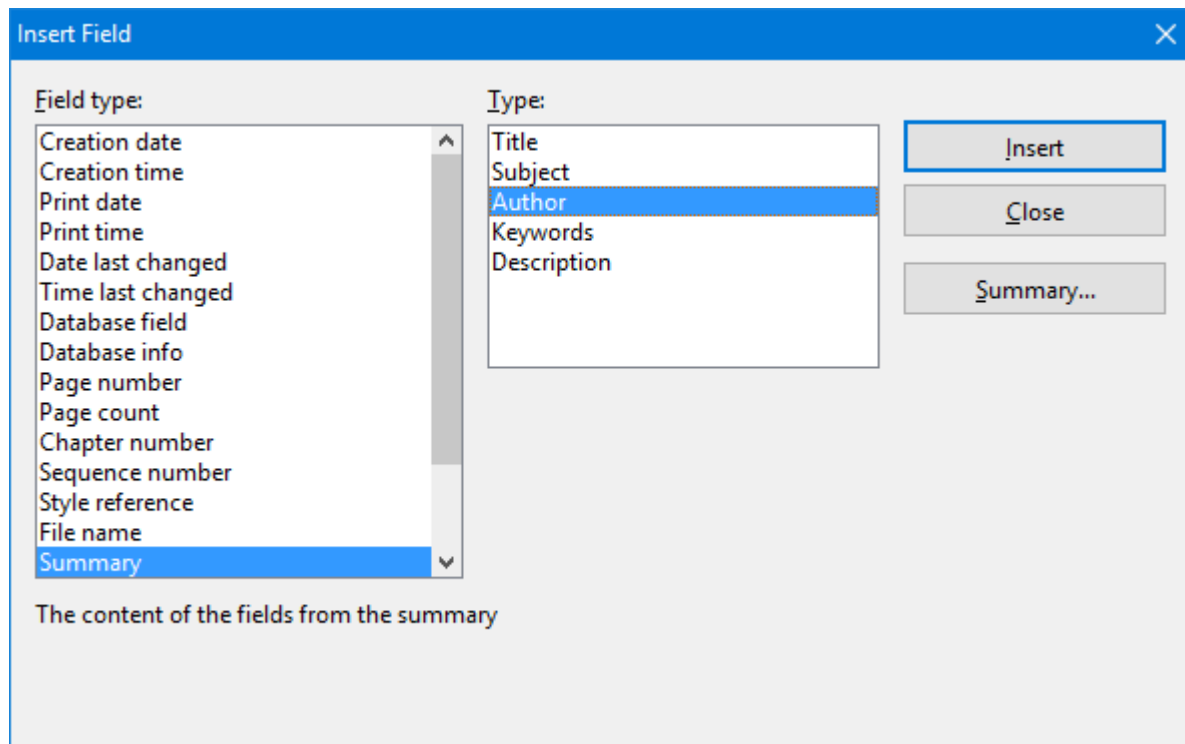 Insert Field
Field type:
Creation date
Creation time
Print date
Print time
Date last changed
Time last changed
Database field
Database info
Page number
Page count
Chapter number
Sequence number
Style reference
File name
Summary
Type:
Title
Subject
Author
Keywords
Description
Insert
Close
Summary...
The content of the fields from the summary